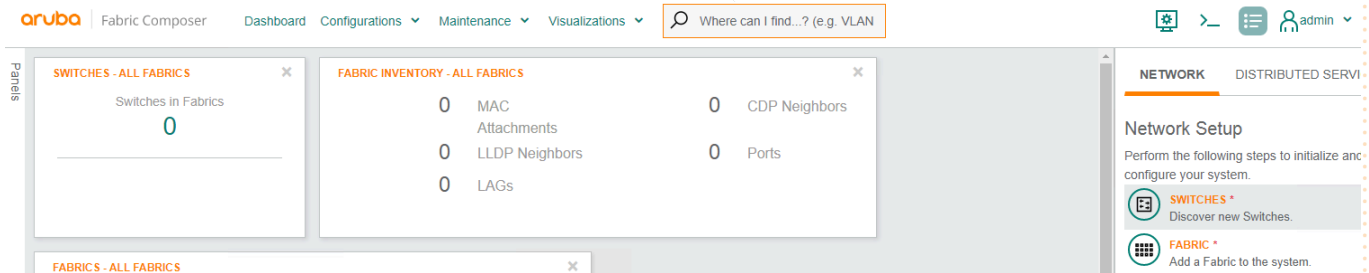 aruba Fabric Composer Dashboard Configurations Maintenance Visualizations Where can I find...? (e.g. VLAN admin
Panels
SWITCHES - ALL FABRICS
Switches in Fabrics
0
FABRIC INVENTORY - ALL FABRICS
0 MAC Attachments
0 CDP Neighbors
0 LLDP Neighbors
0 Ports
0 LAGs
FABRICS - ALL FABRICS
NETWORK DISTRIBUTED SERVI
Network Setup
Perform the following steps to initialize and
configure your system.
SWITCHES *
Discover new Switches.
FABRIC *
Add a Fabric to the system.